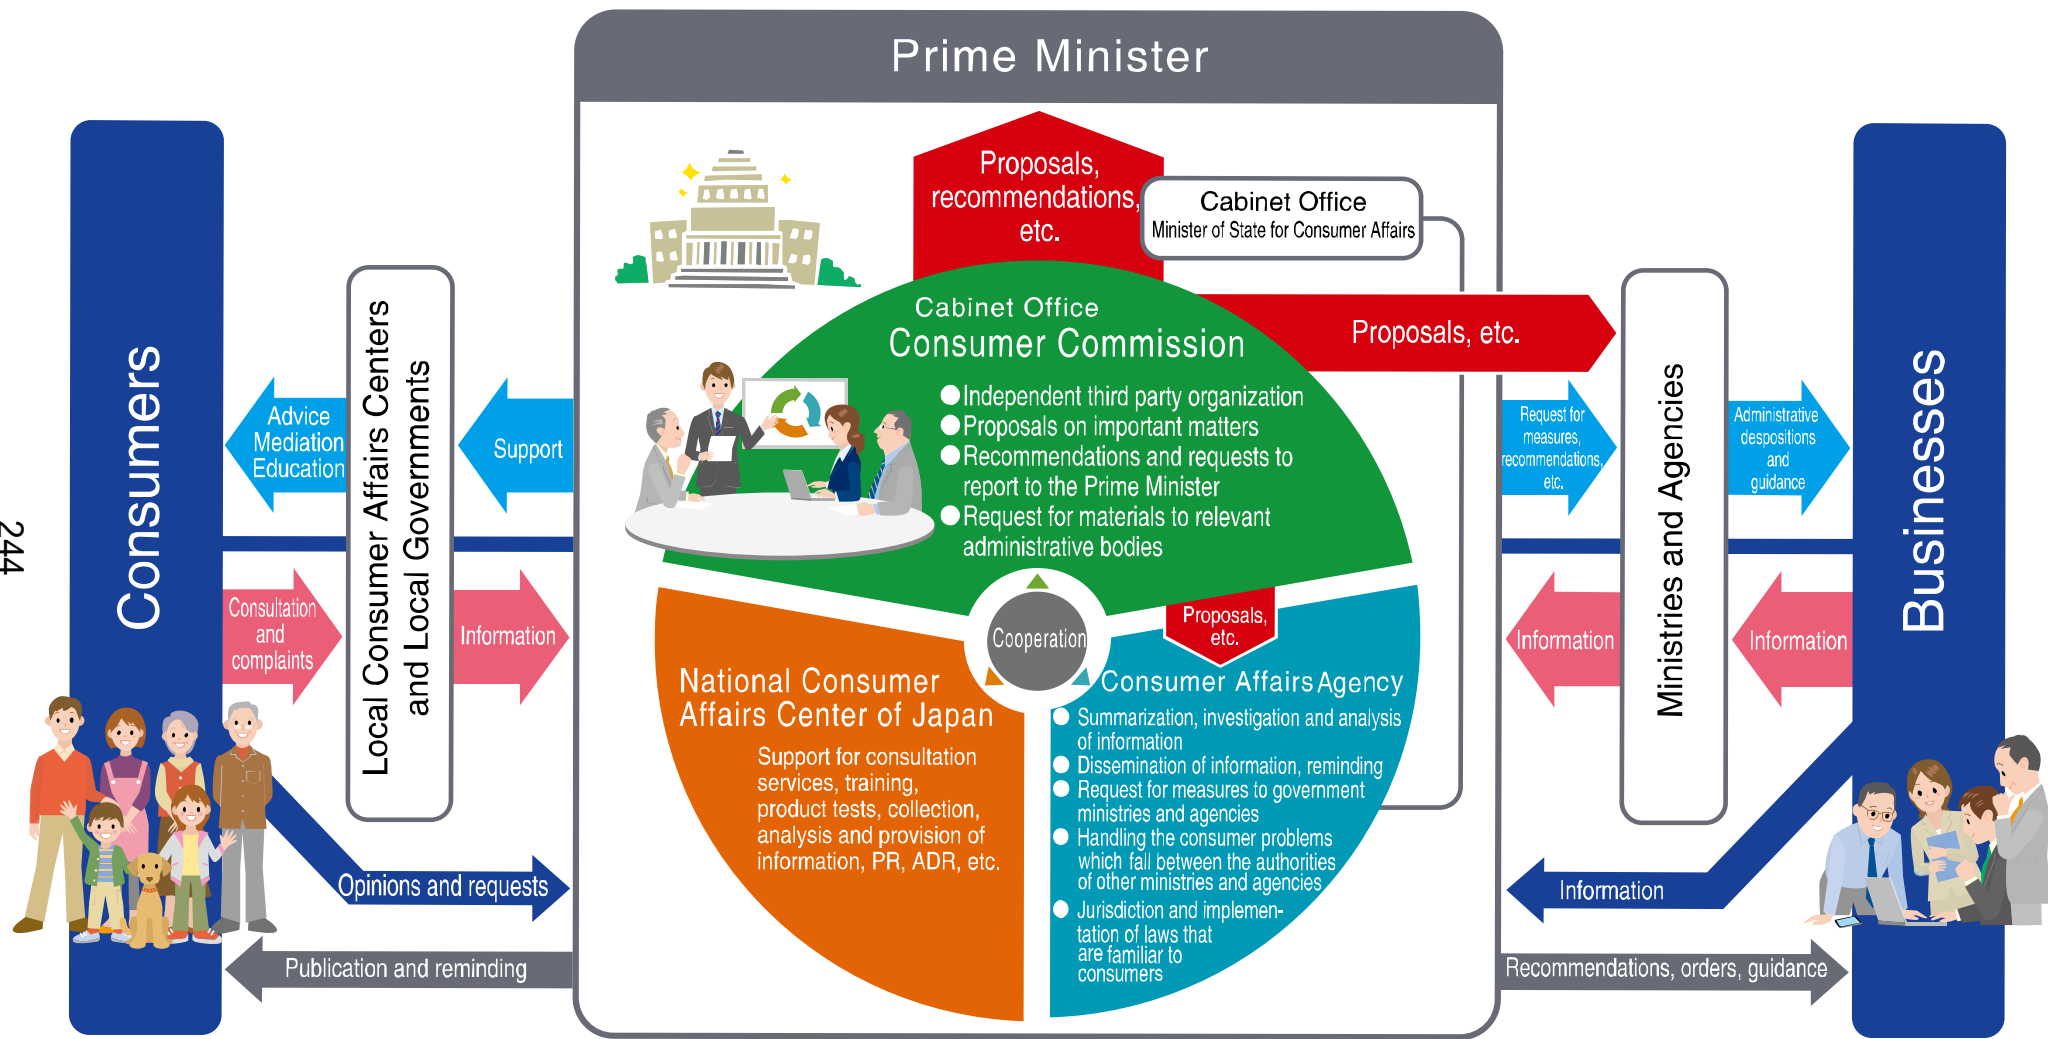 Prime Minister
Proposals,
recommendations,
etc.
Cabinet Office
Minister of State for Consumer Affairs
Proposals, etc.
Cabinet Office
Consumer Commission
●Independent third party organization
●Proposals on important matters
●Recommendations and requests to
report to the Prime Minister
●Request for materials to relevant
administrative bodies
Cooperation
Proposals,
etc.
National Consumer
Affairs Center of Japan
Support for consultation
services, training,
product tests, collection,
analysis and provision of
information, PR, ADR, etc.
Consumer Affairs Agency
● Summarization, investigation and analysis
of information
● Dissemination of information, reminding
● Request for measures to government
ministries and agencies
● Handling the consumer problems
which fall between the authorities
of other ministries and agencies
● Jurisdiction and implemen-
tation of laws that
are familiar to
consumers
Consumers
Advice
Mediation
Education
Local Consumer Affairs Centers
and Local Governments
Support
Consultation
and
complaints
Information
Opinions and requests
Publication and reminding
Request for
measures,
recommendations,
etc.
Ministries and Agencies
Administrative
despositions
and
guidance
Businesses
Information
Information
Information
Recommendations, orders, guidance
244